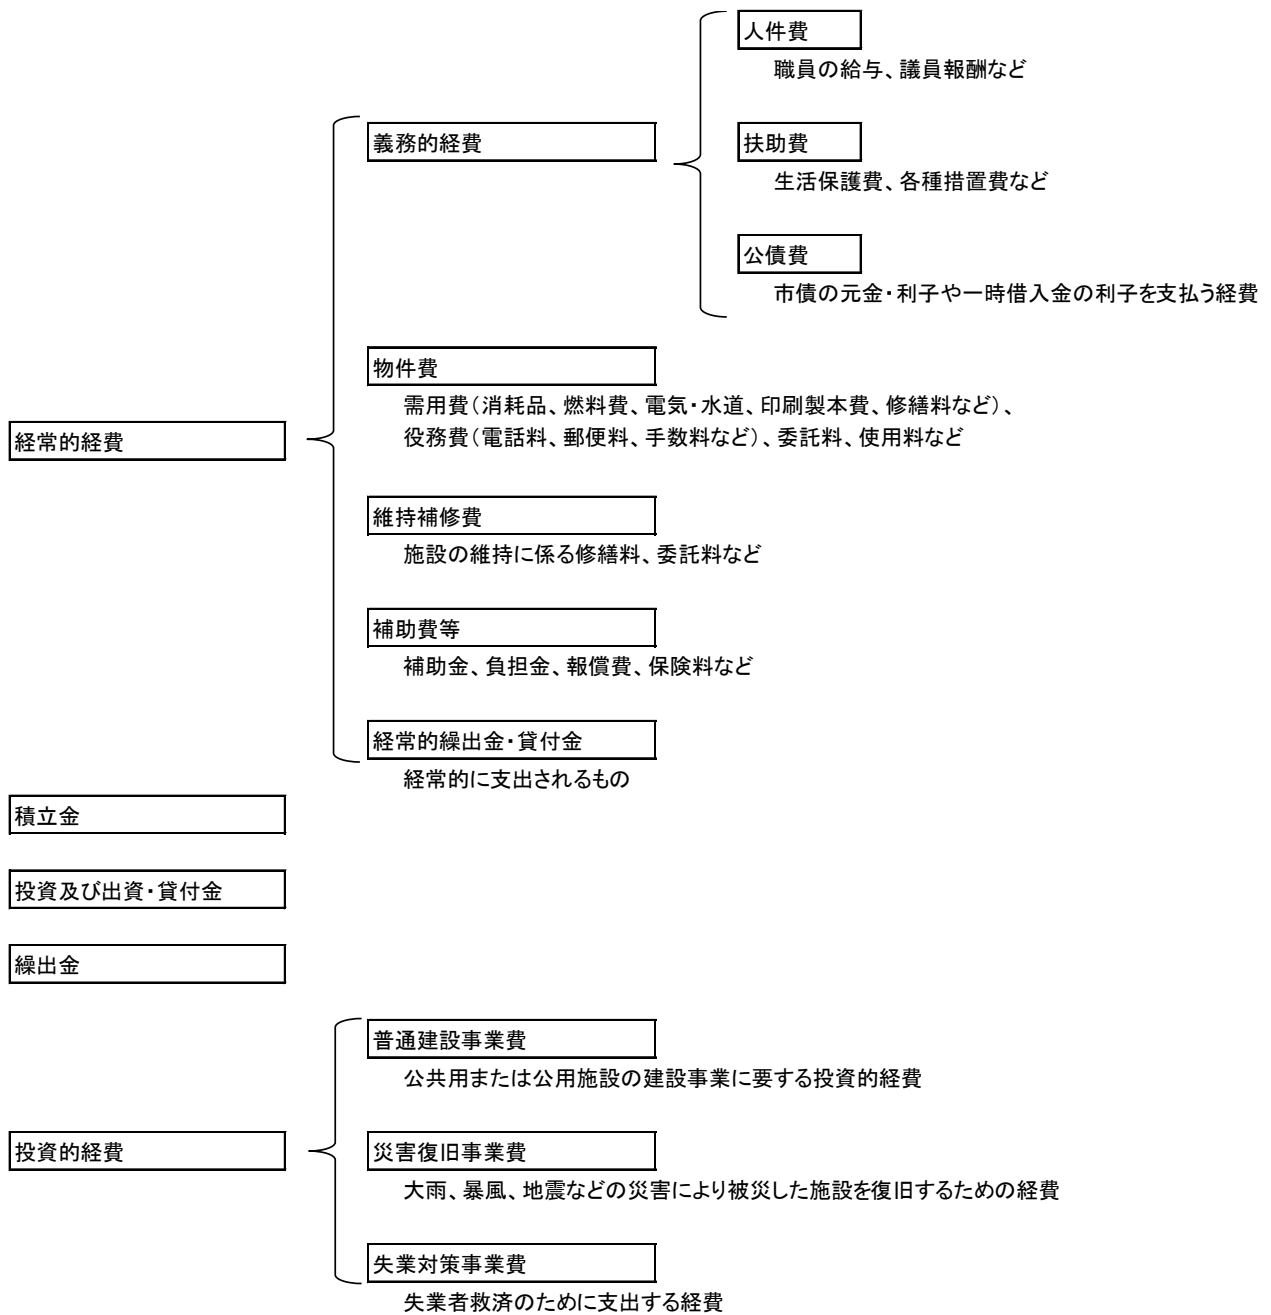 人件費
職員の給与、議員報酬など
義務的経費
扶助費
生活保護費、各種措置費など
公債費
市債の元金・利子や一時借入金の利子を支払う経費
物件費
需用費（消耗品、燃料費、電気・水道、印刷製本費、修繕料など）、
役務費（電話料、郵便料、手数料など）、委託料、使用料など
経常的経費
維持補修費
施設の維持に係る修繕料、委託料など
補助費等
補助金、負担金、報償費、保険料など
経常的繰出金・貸付金
経常的に支出されるもの
積立金
投資及び出資・貸付金
繰出金
普通建設事業費
公共用または公用施設の建設事業に要する投資的経費
投資的経費
災害復旧事業費
大雨、暴風、地震などの災害により被災した施設を復旧するための経費
失業対策事業費
失業者救済のために支出する経費